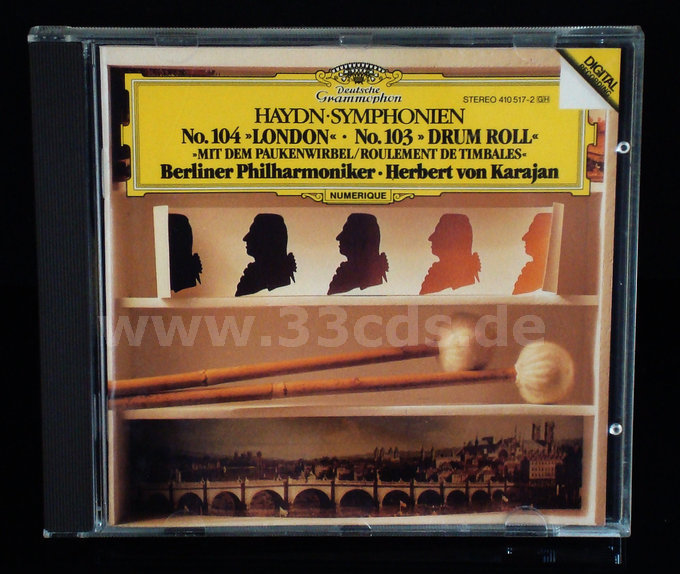 DIGITAL
RECORDING
Deutsche
Grammophon
STEREO 410 517-2 GH
HAYDN·SYMPHONIEN
No. 104 »LONDON« · No. 103 »DRUM ROLL«
»MIT DEM PAUKENWIRBEL/ROULEMENT DE TIMBALES«
Berliner Philharmoniker · Herbert von Karajan
NUMERIQUE
www.33cds.de